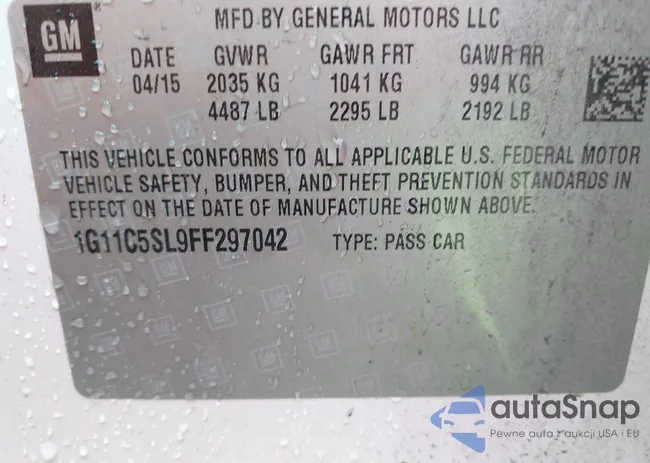 GM
MFD BY GENERAL MOTORS LLC
DATE GVWR GAWR FRT GAWR RR
04/15 2035 KG 1041 KG 994 KG
4487 LB 2295 LB 2192 LB
THIS VEHICLE CONFORMS TO ALL APPLICABLE U.S. FEDERAL MOTOR
VEHICLE SAFETY, BUMPER, AND THEFT PREVENTION STANDARDS IN
EFFECT ON THE DATE OF MANUFACTURE SHOWN ABOVE.
1G11C5SL9FF297042 TYPE: PASS CAR
autaSnap
Pewne auta z aukcji USA i EU